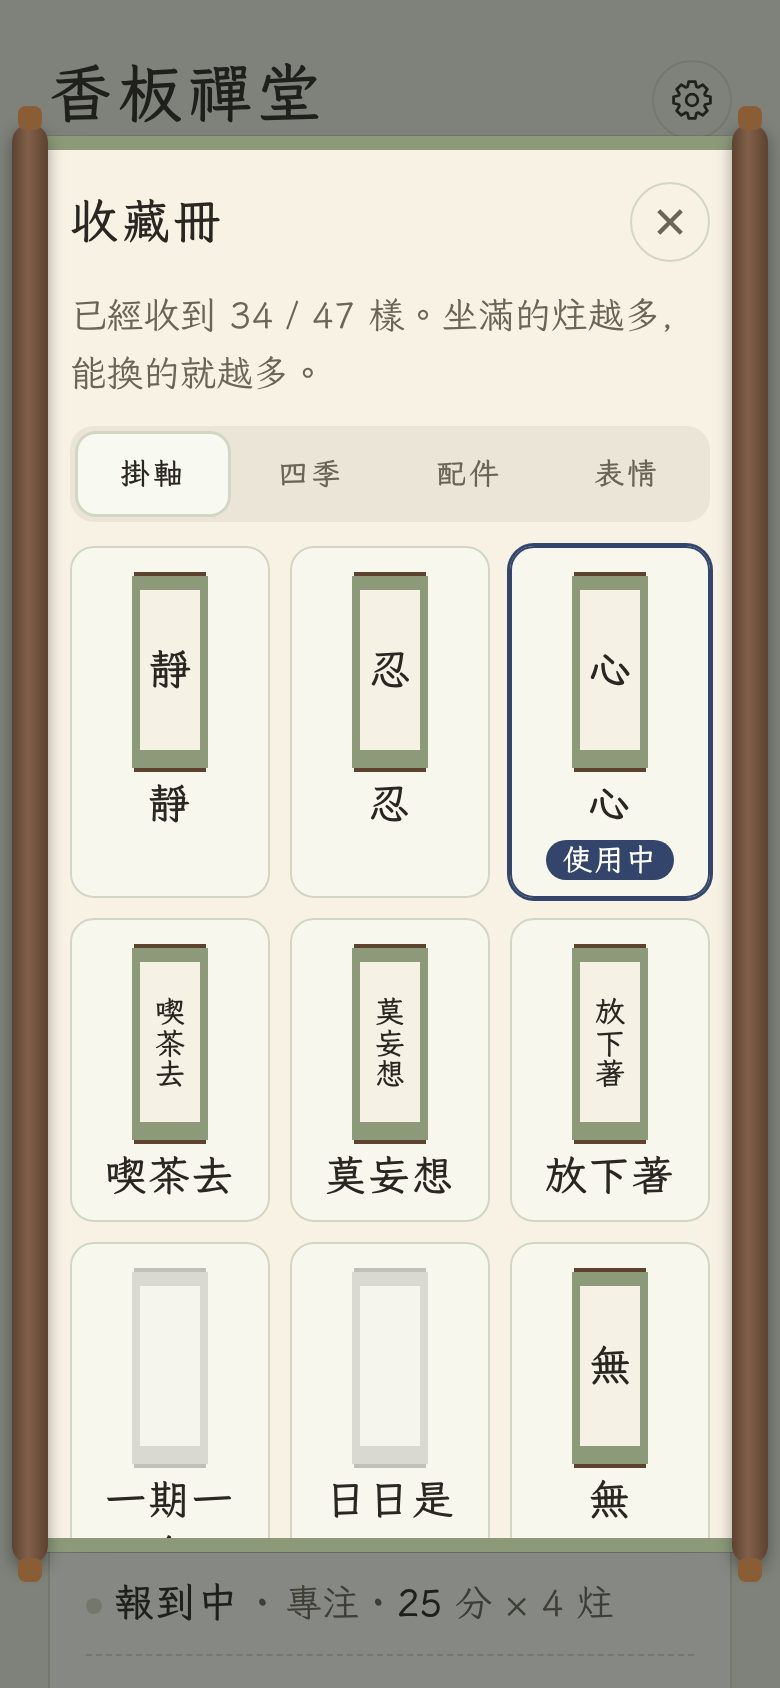 香板禪堂
收藏冊
已經收到 34 / 47 樣。坐滿的炷越多，
能換的就越多。
掛軸 四季 配件 表情
靜 忍 心
靜 忍 心
使用中
喫茶去 莫妄想 放下著
喫茶去 莫妄想 放下著
無
一期一 日日是 無
報到中 · 專注 · 25 分 × 4 炷